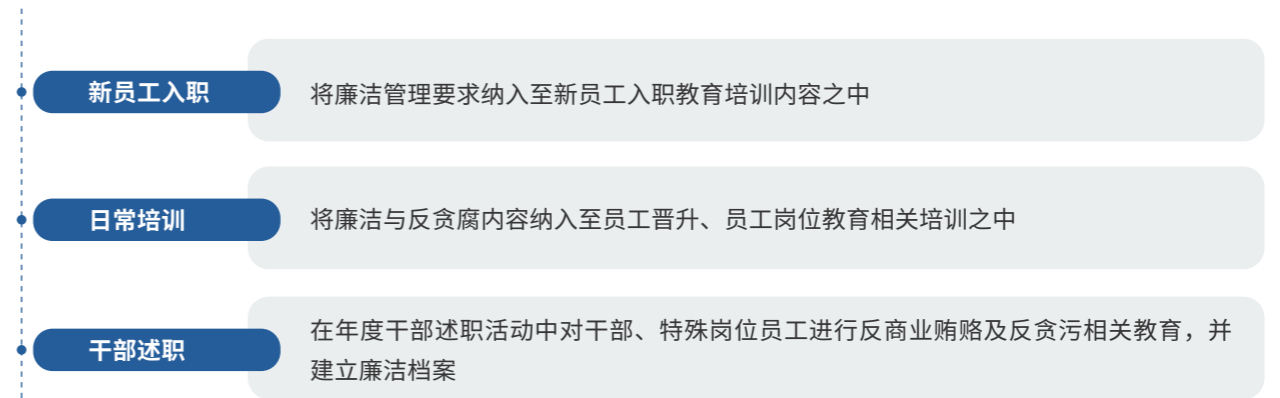 新员工入职
将廉洁管理要求纳入至新员工入职教育培训内容之中
日常培训
将廉洁与反贪腐内容纳入至员工晋升、员工岗位教育相关培训之中
干部述职
在年度干部述职活动中对干部、特殊岗位员工进行反商业贿赂及反贪污相关教育，并
建立廉洁档案